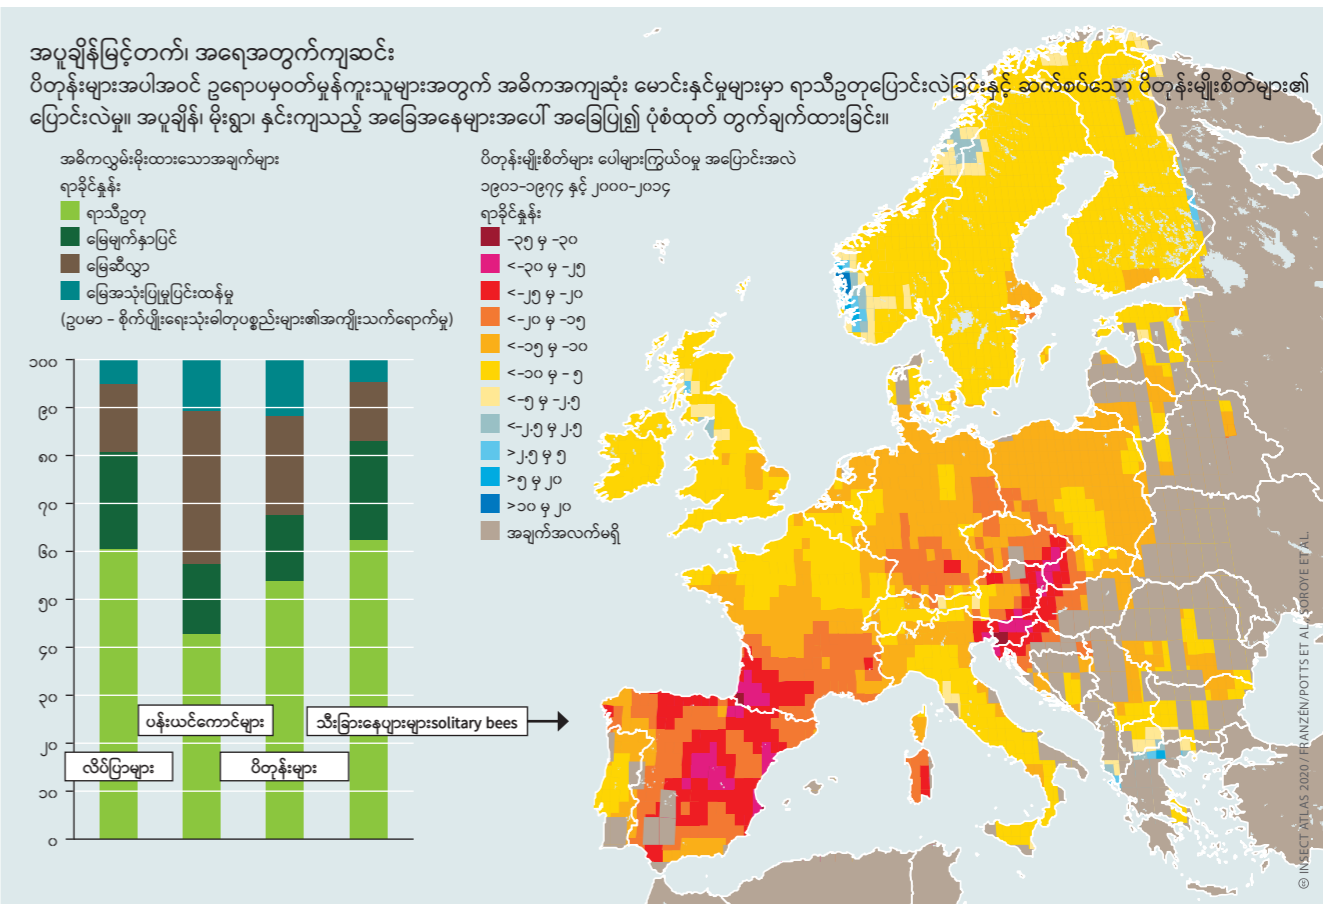 အပူချိန်မြင့်တက်၊ အရေအတွက်ကျဆင်း
ပိတုန်းများအပါအဝင် ဥရောပမှဝတ်မှုန်ကူးသူများအတွက် အဓိကအကျဆုံး မောင်းနှင်မှုများမှာ ရာသီဥတုပြောင်းလဲခြင်းနှင့် ဆက်စပ်သော ပိတုန်းမျိုးစိတ်များ၏
ပြောင်းလဲမှု။ အပူချိန်၊ မိုးရွာ၊ နှင်းကျသည့် အခြေအနေများအပေါ် အခြေပြု၍ ပုံစံထုတ် တွက်ချက်ထားခြင်း။
အဓိကလွှမ်းမိုးထားသောအချက်များ
ရာခိုင်နှုန်း
ရာသီဥတု
မြေမျက်နှာပြင်
မြေဆီလွှာ
မြေအသုံးပြုမှုပြင်းထန်မှု
(ဥပမာ – စိုက်ပျိုးရေးသုံးဓါတုပစ္စည်းများ၏အကျိုးသက်ရောက်မှု)
၁၀၀
၉၀
၈၀
၇၀
၆၀
၅၀
၄၀
၃၀
၂၀
၁၀
၀
ပန်းယင်ကောင်များ
သီးခြားနေပျားများsolitary bees
လိပ်ပြာများ
ပိတုန်းများ
ပိတုန်းမျိုးစိတ်များ ပေါများကြွယ်ဝမှု အပြောင်းအလဲ
၁၉၀၁-၁၉၇၄ နှင့် ၂၀၀၀-၂၀၁၄
ရာခိုင်နှုန်း
-၃၅ မှ -၃၀
<-၃၀ မှ -၂၅
<-၂၅ မှ -၂၀
<-၂၀ မှ -၁၅
<-၁၅ မှ -၁၀
<-၁၀ မှ - ၅
<-၅ မှ -၂.၅
<-၂.၅ မှ ၂.၅
>၂.၅ မှ ၅
>၅ မှ ၂၀
>၁၀ မှ ၂၀
အချက်အလက်မရှိ
INSECT ATLAS 2020 / FRANZÉN/POTTS ET AL., SOROYE ET AL.